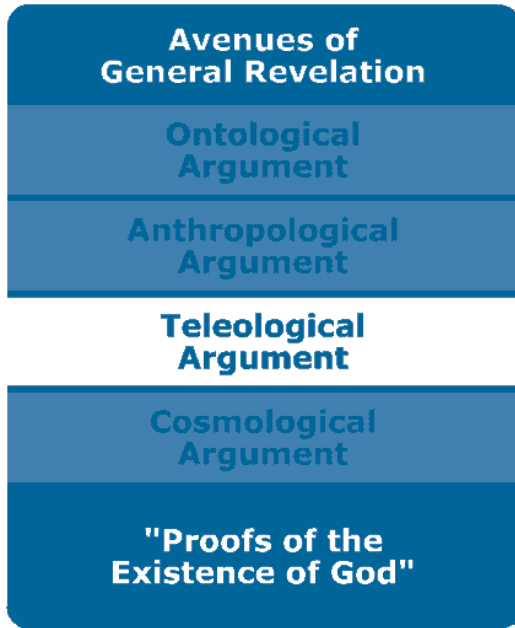 Avenues of
General Revelation
Ontological
Argument
Anthropological
Argument
Teleological
Argument
Cosmological
Argument
"Proofs of the
Existence of God"